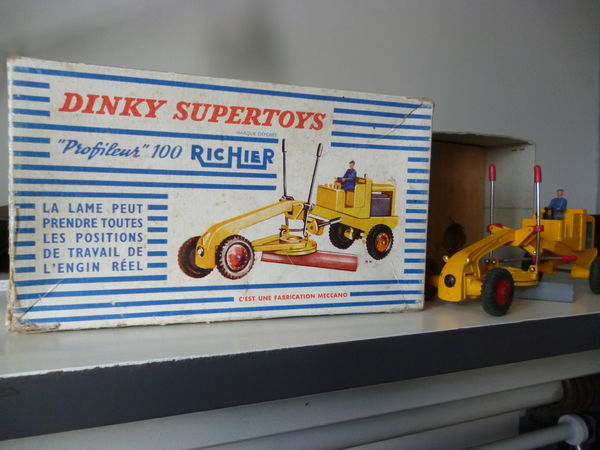 DINKY SUPERTOYS
MARQUE DÉPOSÉE
"Profileur" 100 RICHIER
LA LAME PEUT
PRENDRE TOUTES
LES POSITIONS
DE TRAVAIL DE
L'ENGIN RÉEL
C'EST UNE FABRICATION MECCANO